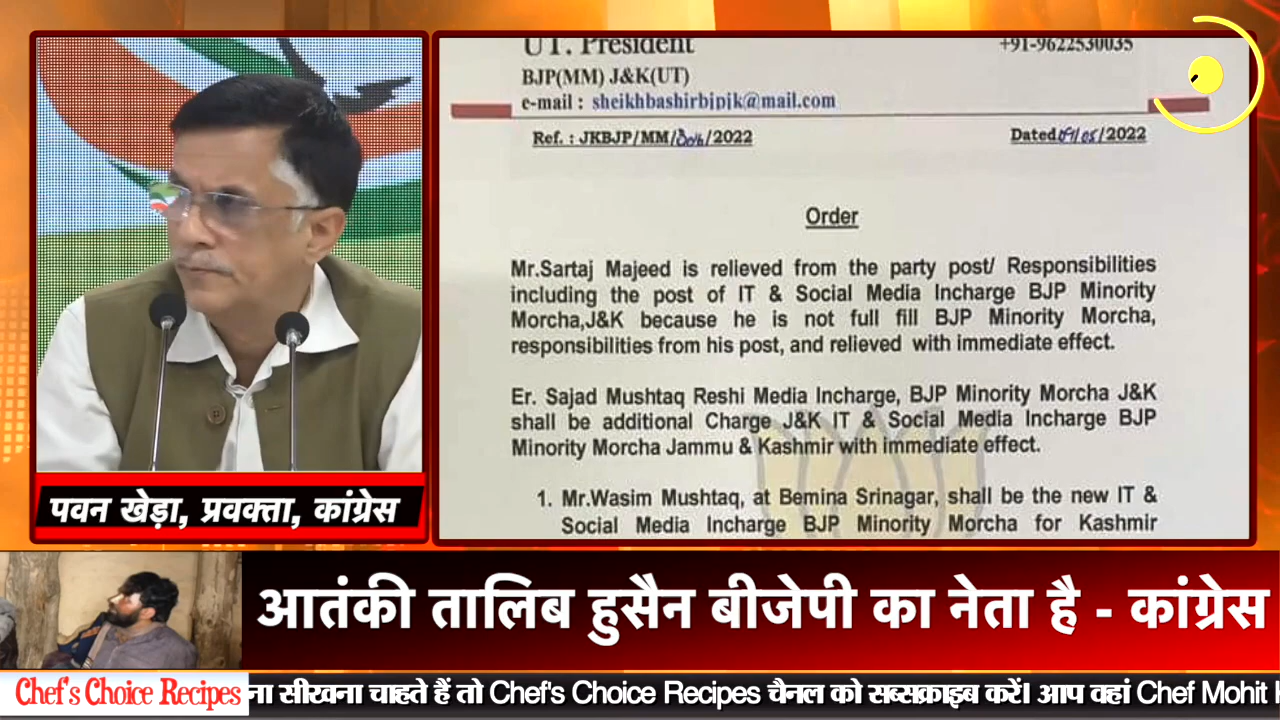 UT. President
+91-9622530035
BJP(MM) J&K(UT)
e-mail : sheikhbashirbjpjk@mail.com
Ref. : JKBJP/MM/ /2022
Dated 09/05/2022
Order
Mr.Sartaj Majeed is relieved from the party post/ Responsibilities
including the post of IT & Social Media Incharge BJP Minority
Morcha,J&K because he is not full fill BJP Minority Morcha,
responsibilities from his post, and relieved with immediate effect.
Er. Sajad Mushtaq Reshi Media Incharge, BJP Minority Morcha J&K
shall be additional Charge J&K IT & Social Media Incharge BJP
Minority Morcha Jammu & Kashmir with immediate effect.
1. Mr.Wasim Mushtaq, at Bemina Srinagar, shall be the new IT &
Social Media Incharge BJP Minority Morcha for Kashmir
पवन खेड़ा, प्रवक्ता, कांग्रेस
आतंकी तालिब हुसैन बीजेपी का नेता है - कांग्रेस
Chef's Choice Recipes
ना सीखना चाहते हैं तो Chef's Choice Recipes चैनल को सब्सक्राइब करें। आप वहां Chef Mohit